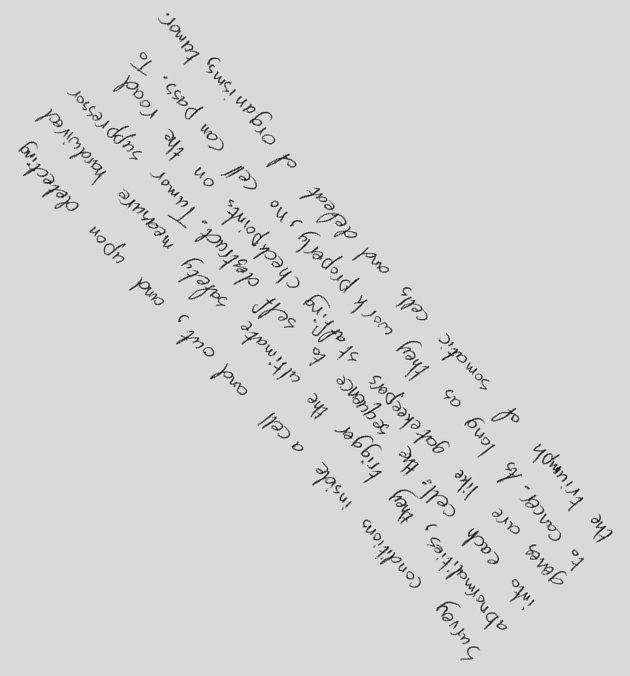 Survey conditions inside a cell and out, and upon detecting
abnormalities, they trigger the ultimate safety measure hardwired
into each cell: the sequence to self destruct. Tumor suppressor
genes are like gatekeepers staffing checkpoints on the road
to cancer. As long as they work properly, no cell can pass. To
the triumph of somatic cells and defeat of organisms, tumor.